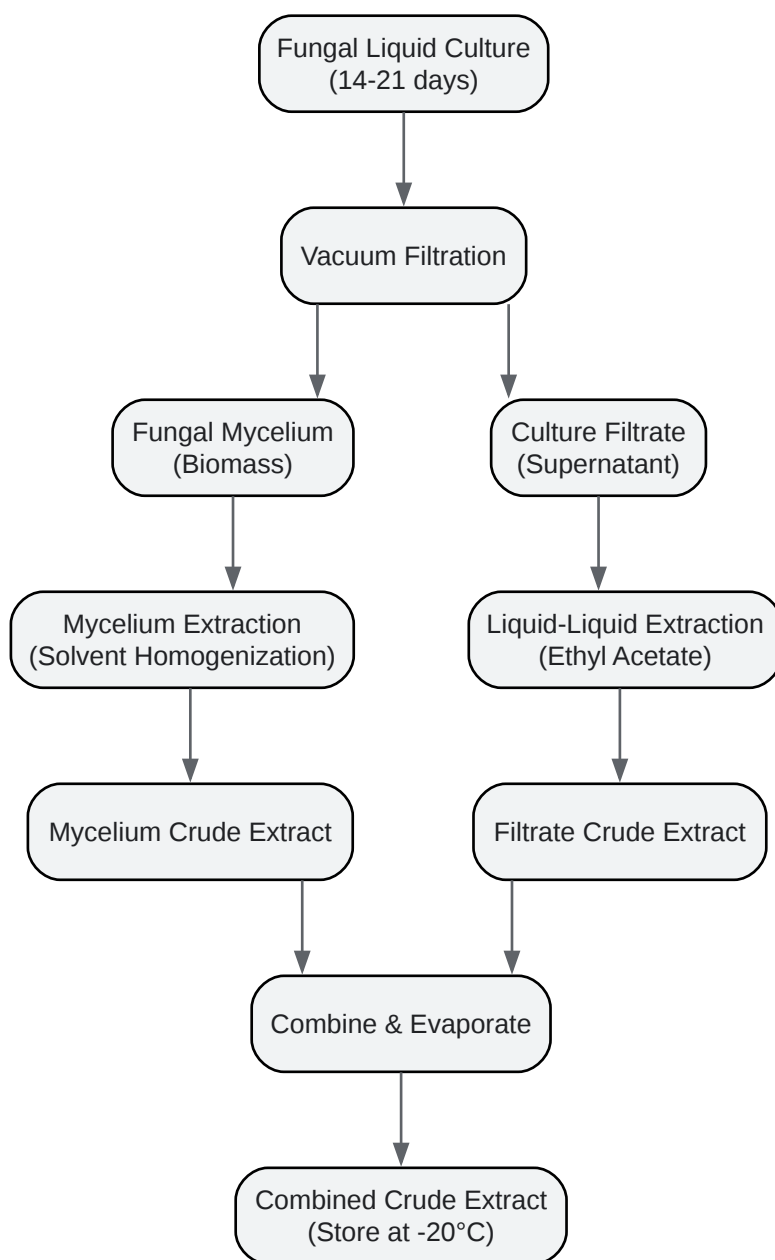 Fungal Liquid Culture
(14-21 days)
Vacuum Filtration
Fungal Mycelium
(Biomass)
Culture Filtrate
(Supernatant)
Mycelium Extraction
(Solvent Homogenization)
Liquid-Liquid Extraction
(Ethyl Acetate)
Mycelium Crude Extract
Filtrate Crude Extract
Combine & Evaporate
Combined Crude Extract
(Store at -20°C)